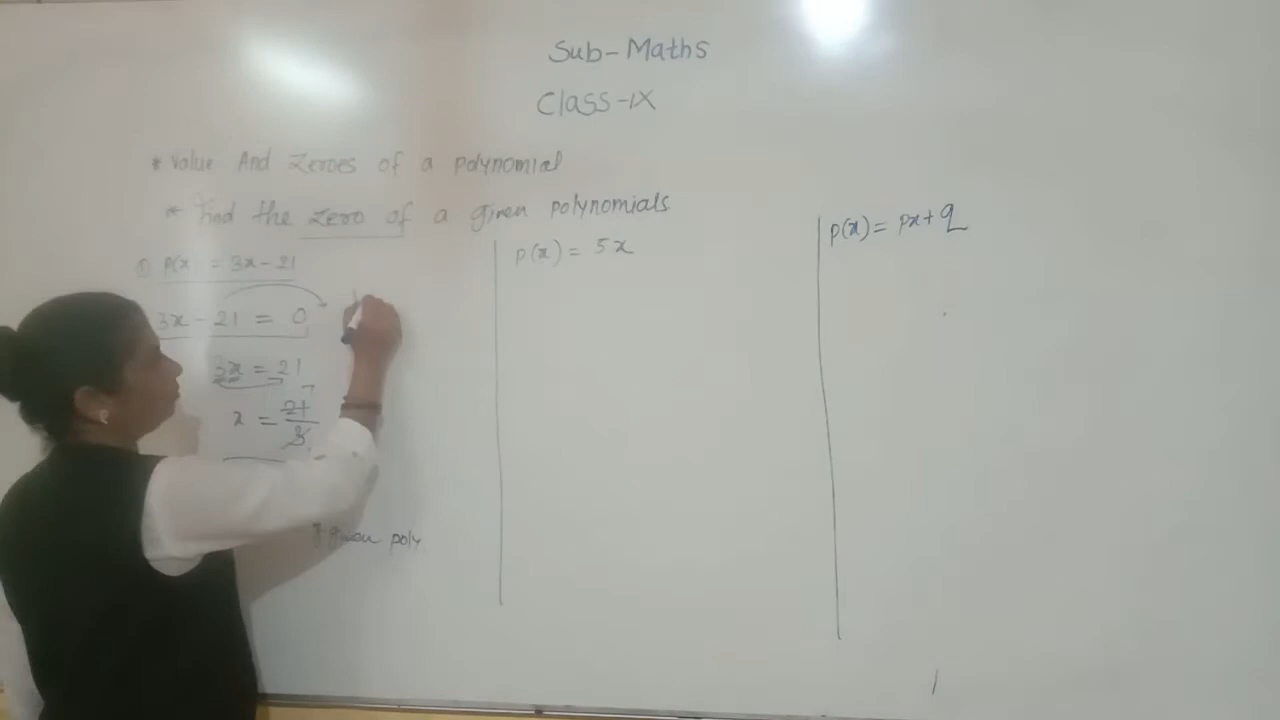 Sub-Maths
Class-IX
* Value And Zeroes of a polynomial
* Find the Zero of a given polynomials
① P(x = 3x-21
3x - 21 = 0
3x = 21
x = 21/3 7
given poly
p(x) = 5x
p(x) = px + q